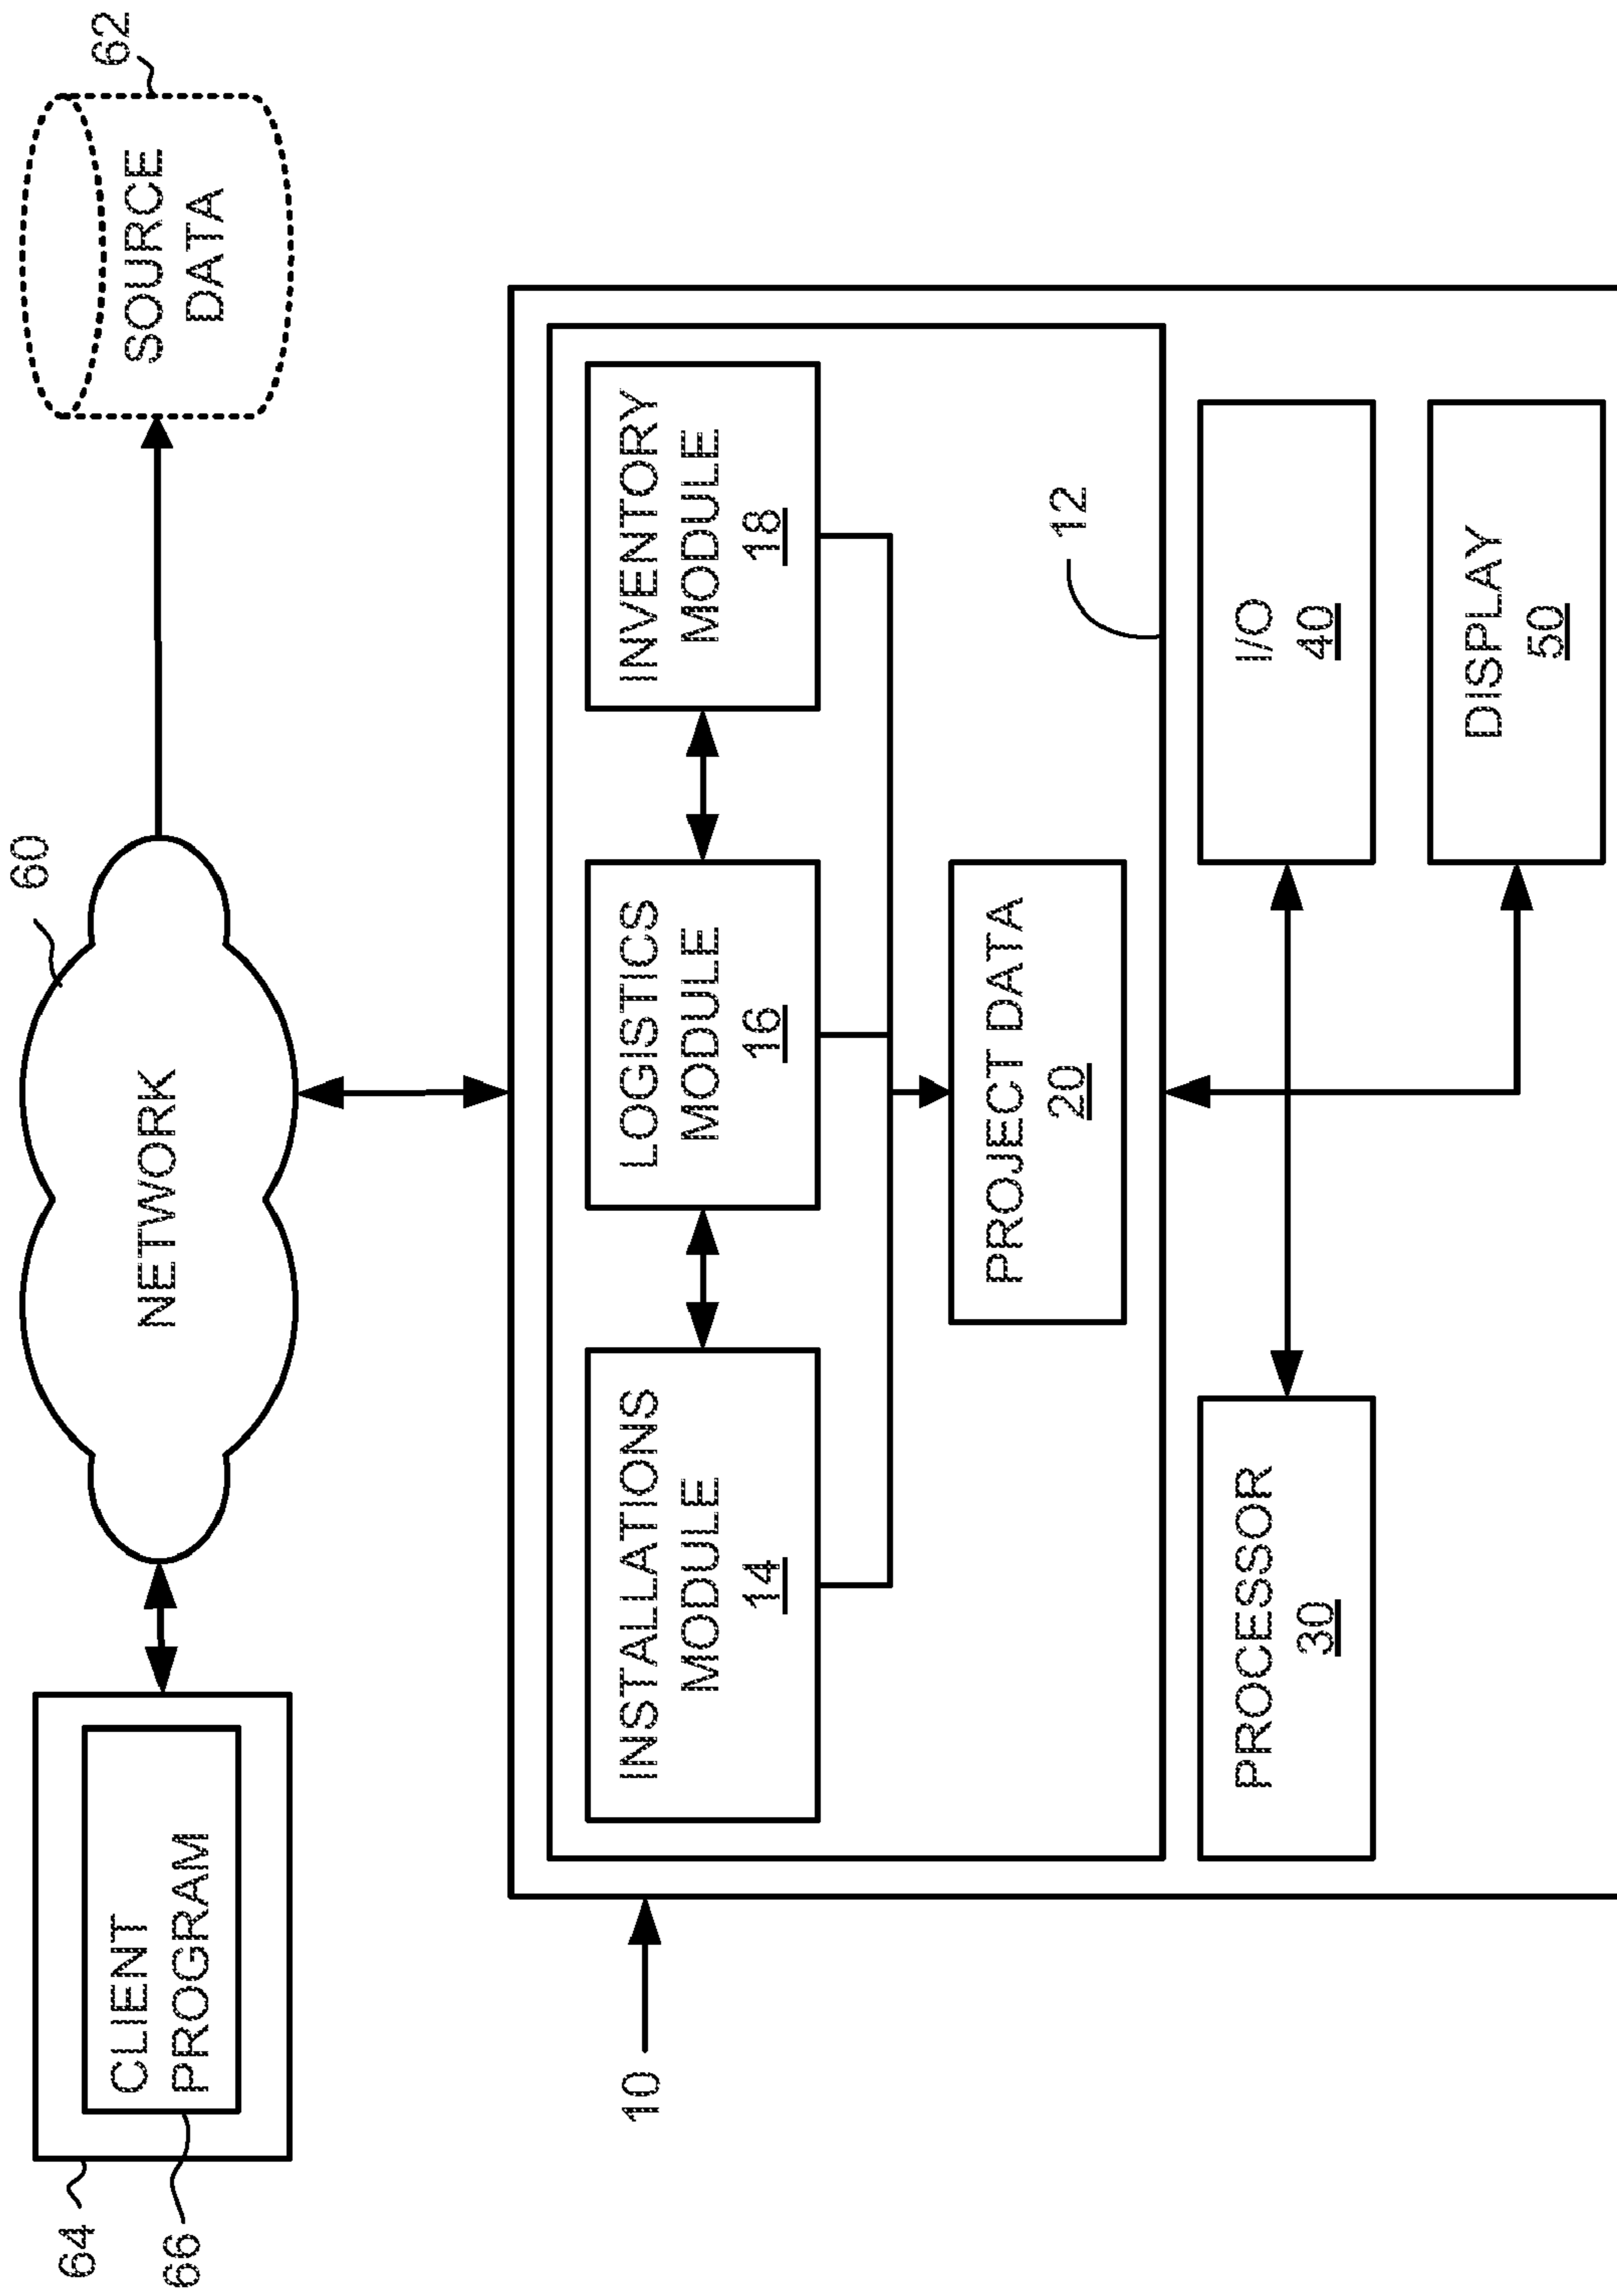 64
66
CLIENT
PROGRAM
NETWORK
60
SOURCE
DATA
62
10
INSTALLATIONS
MODULE
14
LOGISTICS
MODULE
16
INVENTORY
MODULE
18
PROJECT DATA
20
12
PROCESSOR
30
I/O
40
DISPLAY
50